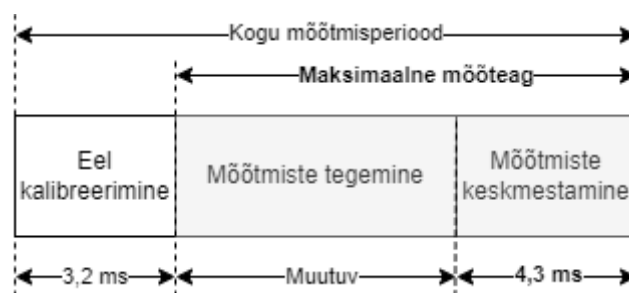 Kogu mõõtmisperiood
Maksimaalne mõõteag
Eel
kalibreerimine
Mõõtmiste tegemine
Mõõtmiste
keskmestamine
3,2 ms
Muutuv
4,3 ms